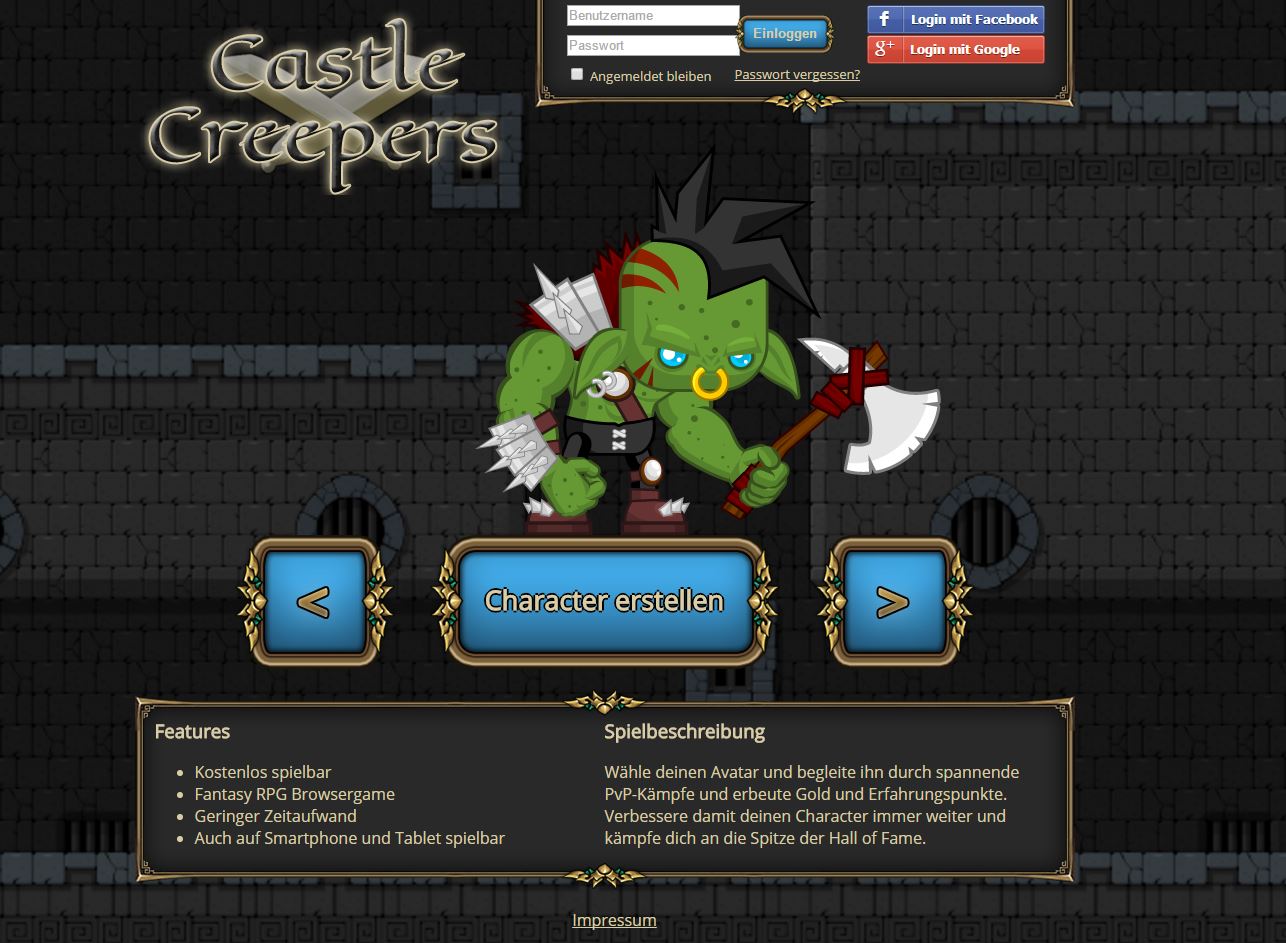 Castle
Creepers
Benutzername
Passwort
Einloggen
Angemeldet bleiben
Passwort vergessen?
f Login mit Facebook
g+ Login mit Google
<
Character erstellen
>
Features
Kostenlos spielbar
Fantasy RPG Browsergame
Geringer Zeitaufwand
Auch auf Smartphone und Tablet spielbar
Spielbeschreibung
Wähle deinen Avatar und begleite ihn durch spannende
PvP-Kämpfe und erbeute Gold und Erfahrungspunkte.
Verbessere damit deinen Character immer weiter und
kämpfe dich an die Spitze der Hall of Fame.
Impressum